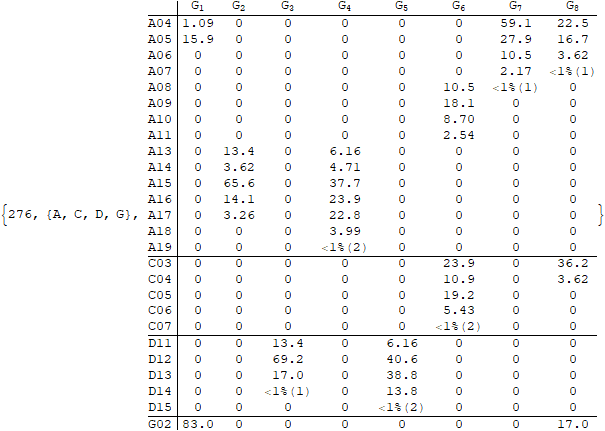 G1 G2 G3 G4 G5 G6 G7 G8
A04 1.09 0 0 0 0 0 59.1 22.5
A05 15.9 0 0 0 0 0 27.9 16.7
A06 0 0 0 0 0 0 10.5 3.62
A07 0 0 0 0 0 0 2.17 <1%(1)
A08 0 0 0 0 0 10.5 <1%(1) 0
A09 0 0 0 0 0 18.1 0 0
A10 0 0 0 0 0 8.70 0 0
A11 0 0 0 0 0 2.54 0 0
A13 0 13.4 0 6.16 0 0 0 0
A14 0 3.62 0 4.71 0 0 0 0
A15 0 65.6 0 37.7 0 0 0 0
A16 0 14.1 0 23.9 0 0 0 0
{276, {A, C, D, G}, A17 0 3.26 0 22.8 0 0 0 0 }
A18 0 0 0 3.99 0 0 0 0
A19 0 0 0 <1%(2) 0 0 0 0
C03 0 0 0 0 0 23.9 0 36.2
C04 0 0 0 0 0 10.9 0 3.62
C05 0 0 0 0 0 19.2 0 0
C06 0 0 0 0 0 5.43 0 0
C07 0 0 0 0 0 <1%(2) 0 0
D11 0 0 13.4 0 6.16 0 0 0
D12 0 0 69.2 0 40.6 0 0 0
D13 0 0 17.0 0 38.8 0 0 0
D14 0 0 <1%(1) 0 13.8 0 0 0
D15 0 0 0 0 <1%(2) 0 0 0
G02 83.0 0 0 0 0 0 0 17.0